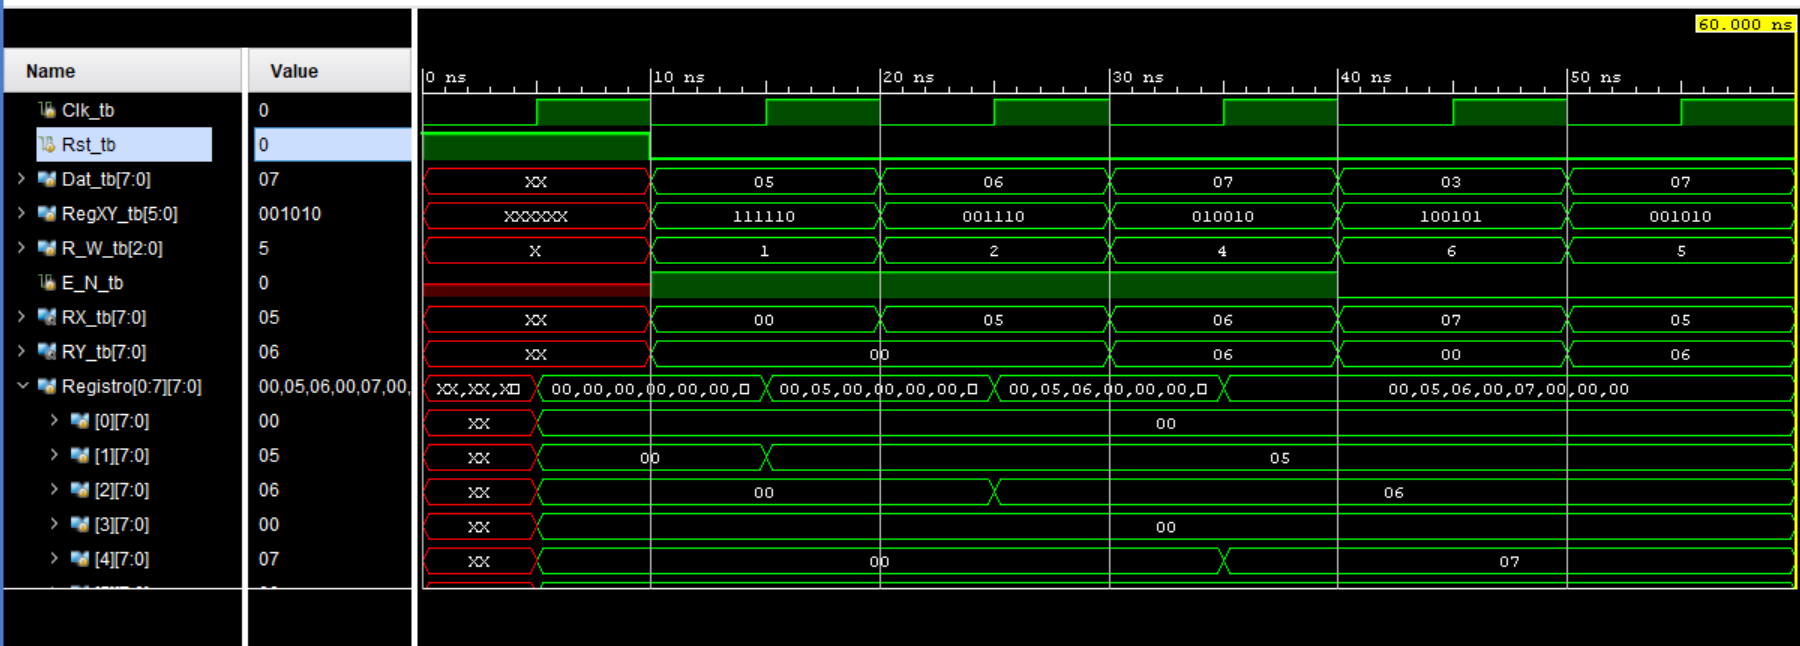 60.000 ns
Name Value
0 ns 10 ns 20 ns 30 ns 40 ns 50 ns
Clk_tb 0
Rst_tb 0
Dat_tb[7:0] 07 XX 05 06 07 03 07
RegXY_tb[5:0] 001010 XXXXXX 111110 001110 010010 100101 001010
R_W_tb[2:0] 5 X 1 2 4 6 5
E_N_tb 0
RX_tb[7:0] 05 XX 00 05 06 07 05
RY_tb[7:0] 06 XX 00 06 00 06
Registro[0:7][7:0] 00,05,06,00,07,00, XX,XX,X□ 00,00,00,00,00,00,□ 00,05,00,00,00,00,□ 00,05,06,00,00,00,□ 00,05,06,00,07,00,00,00
[0][7:0] 00 XX 00
[1][7:0] 05 XX 00 05
[2][7:0] 06 XX 00 06
[3][7:0] 00 XX 00
[4][7:0] 07 XX 00 07